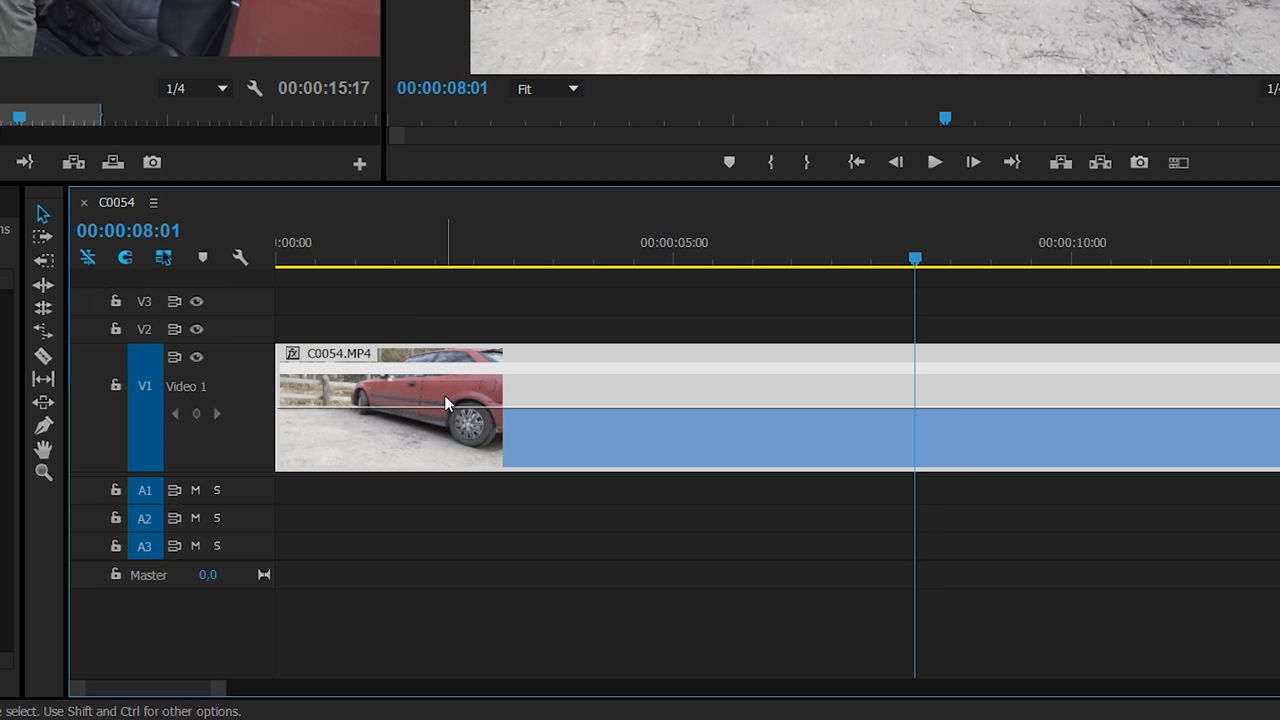 1/4
00:00:15:17
00:00:08:01
Fit
1/4
C0054
00:00:08:01
:00:00
00:00:05:00
00:00:10:00
V3
V2
C0054.MP4
V1
Video 1
A1
M
S
A2
M
S
A3
M
S
Master
0,0
select. Use Shift and Ctrl for other options.